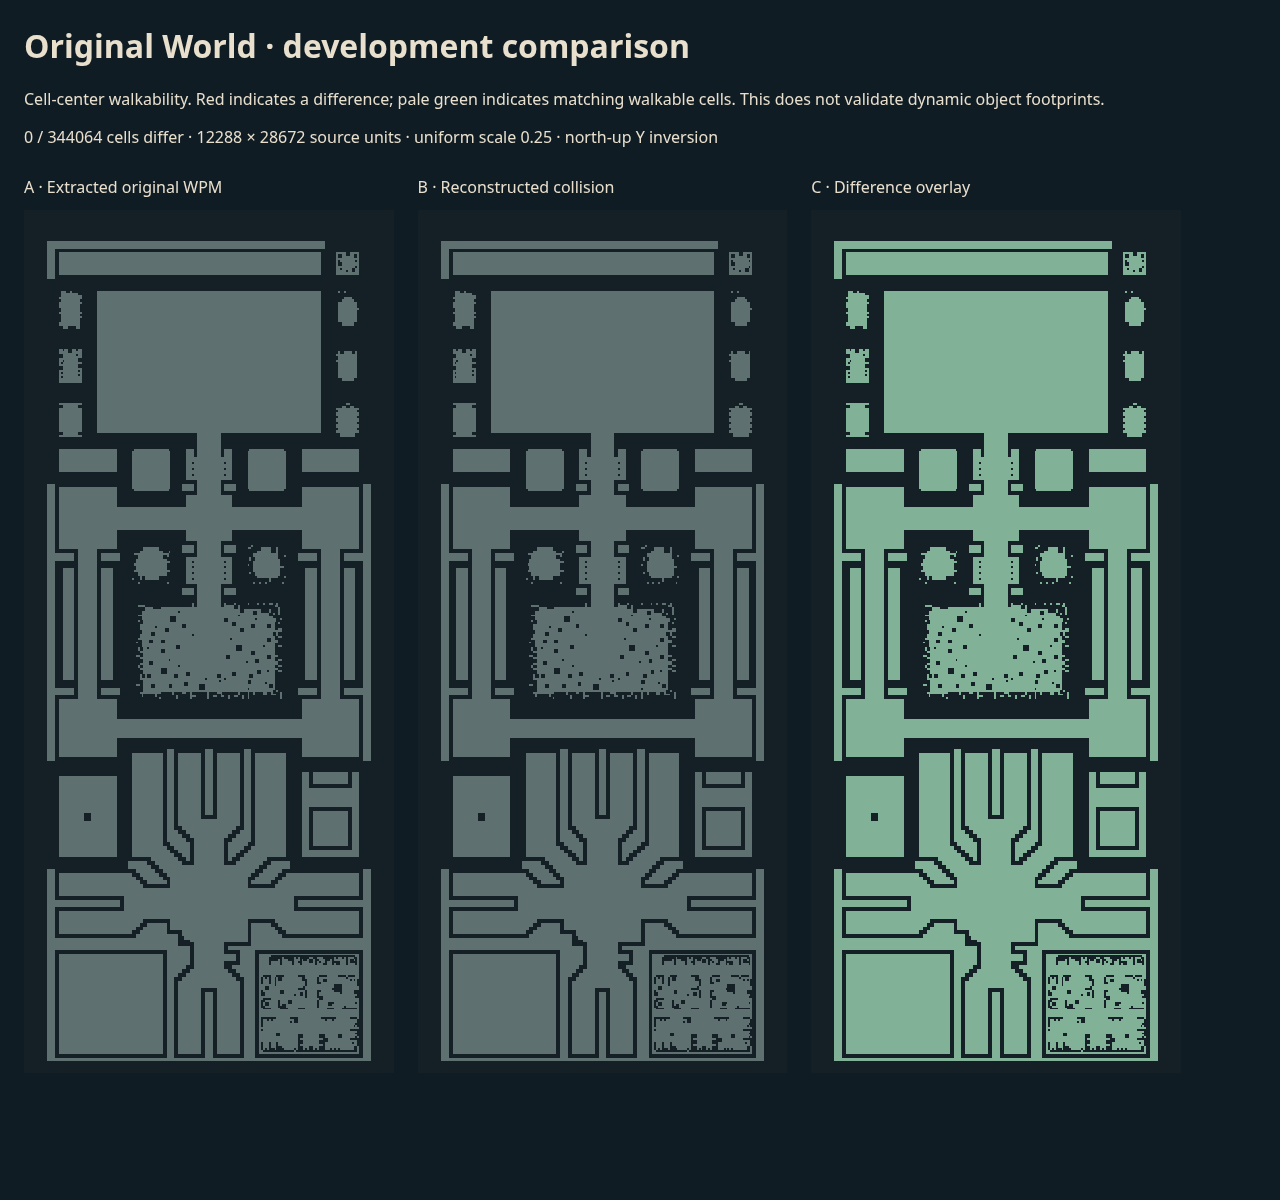 Original World · development comparison
Cell-center walkability. Red indicates a difference; pale green indicates matching walkable cells. This does not validate dynamic object footprints.
0 / 344064 cells differ · 12288 × 28672 source units · uniform scale 0.25 · north-up Y inversion
A · Extracted original WPM
B · Reconstructed collision
C · Difference overlay